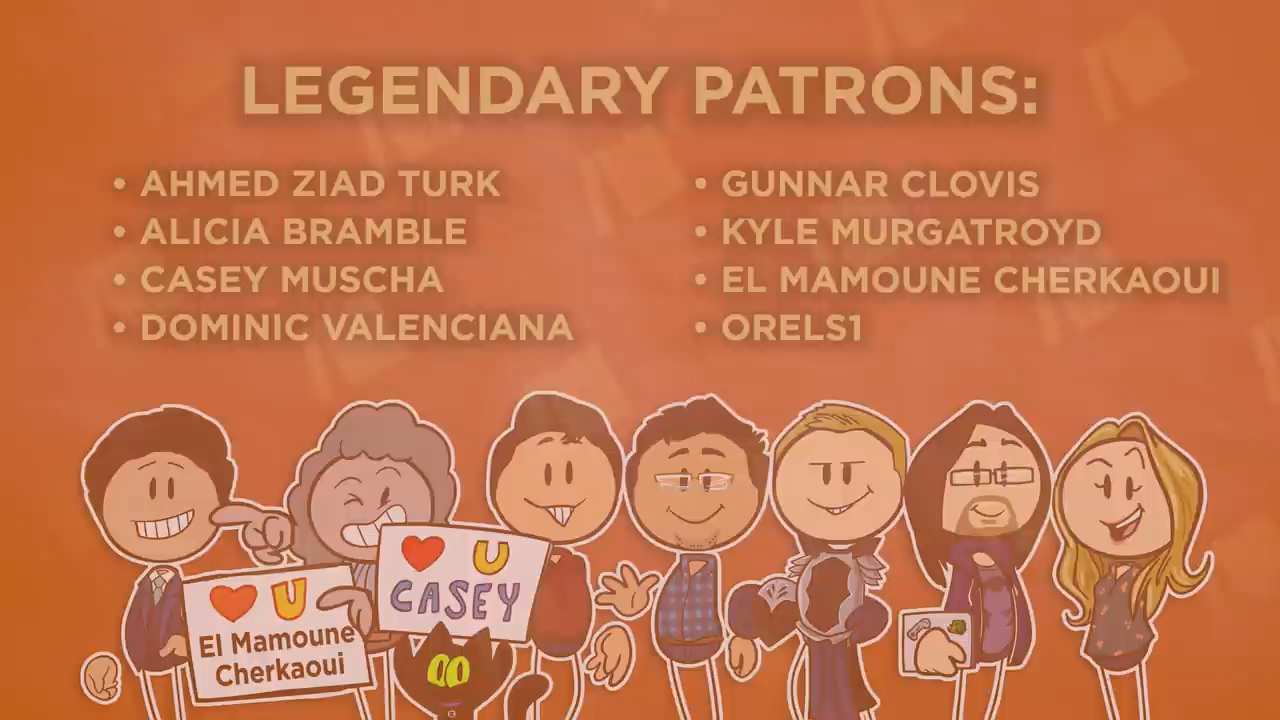 LEGENDARY PATRONS:
• AHMED ZIAD TURK
• ALICIA BRAMBLE
• CASEY MUSCHA
• DOMINIC VALENCIANA
• GUNNAR CLOVIS
• KYLE MURGATROYD
• EL MAMOUNE CHERKAOUI
• ORELS1
❤ U
El Mamoune
Cherkaoui
❤ U
CASEY